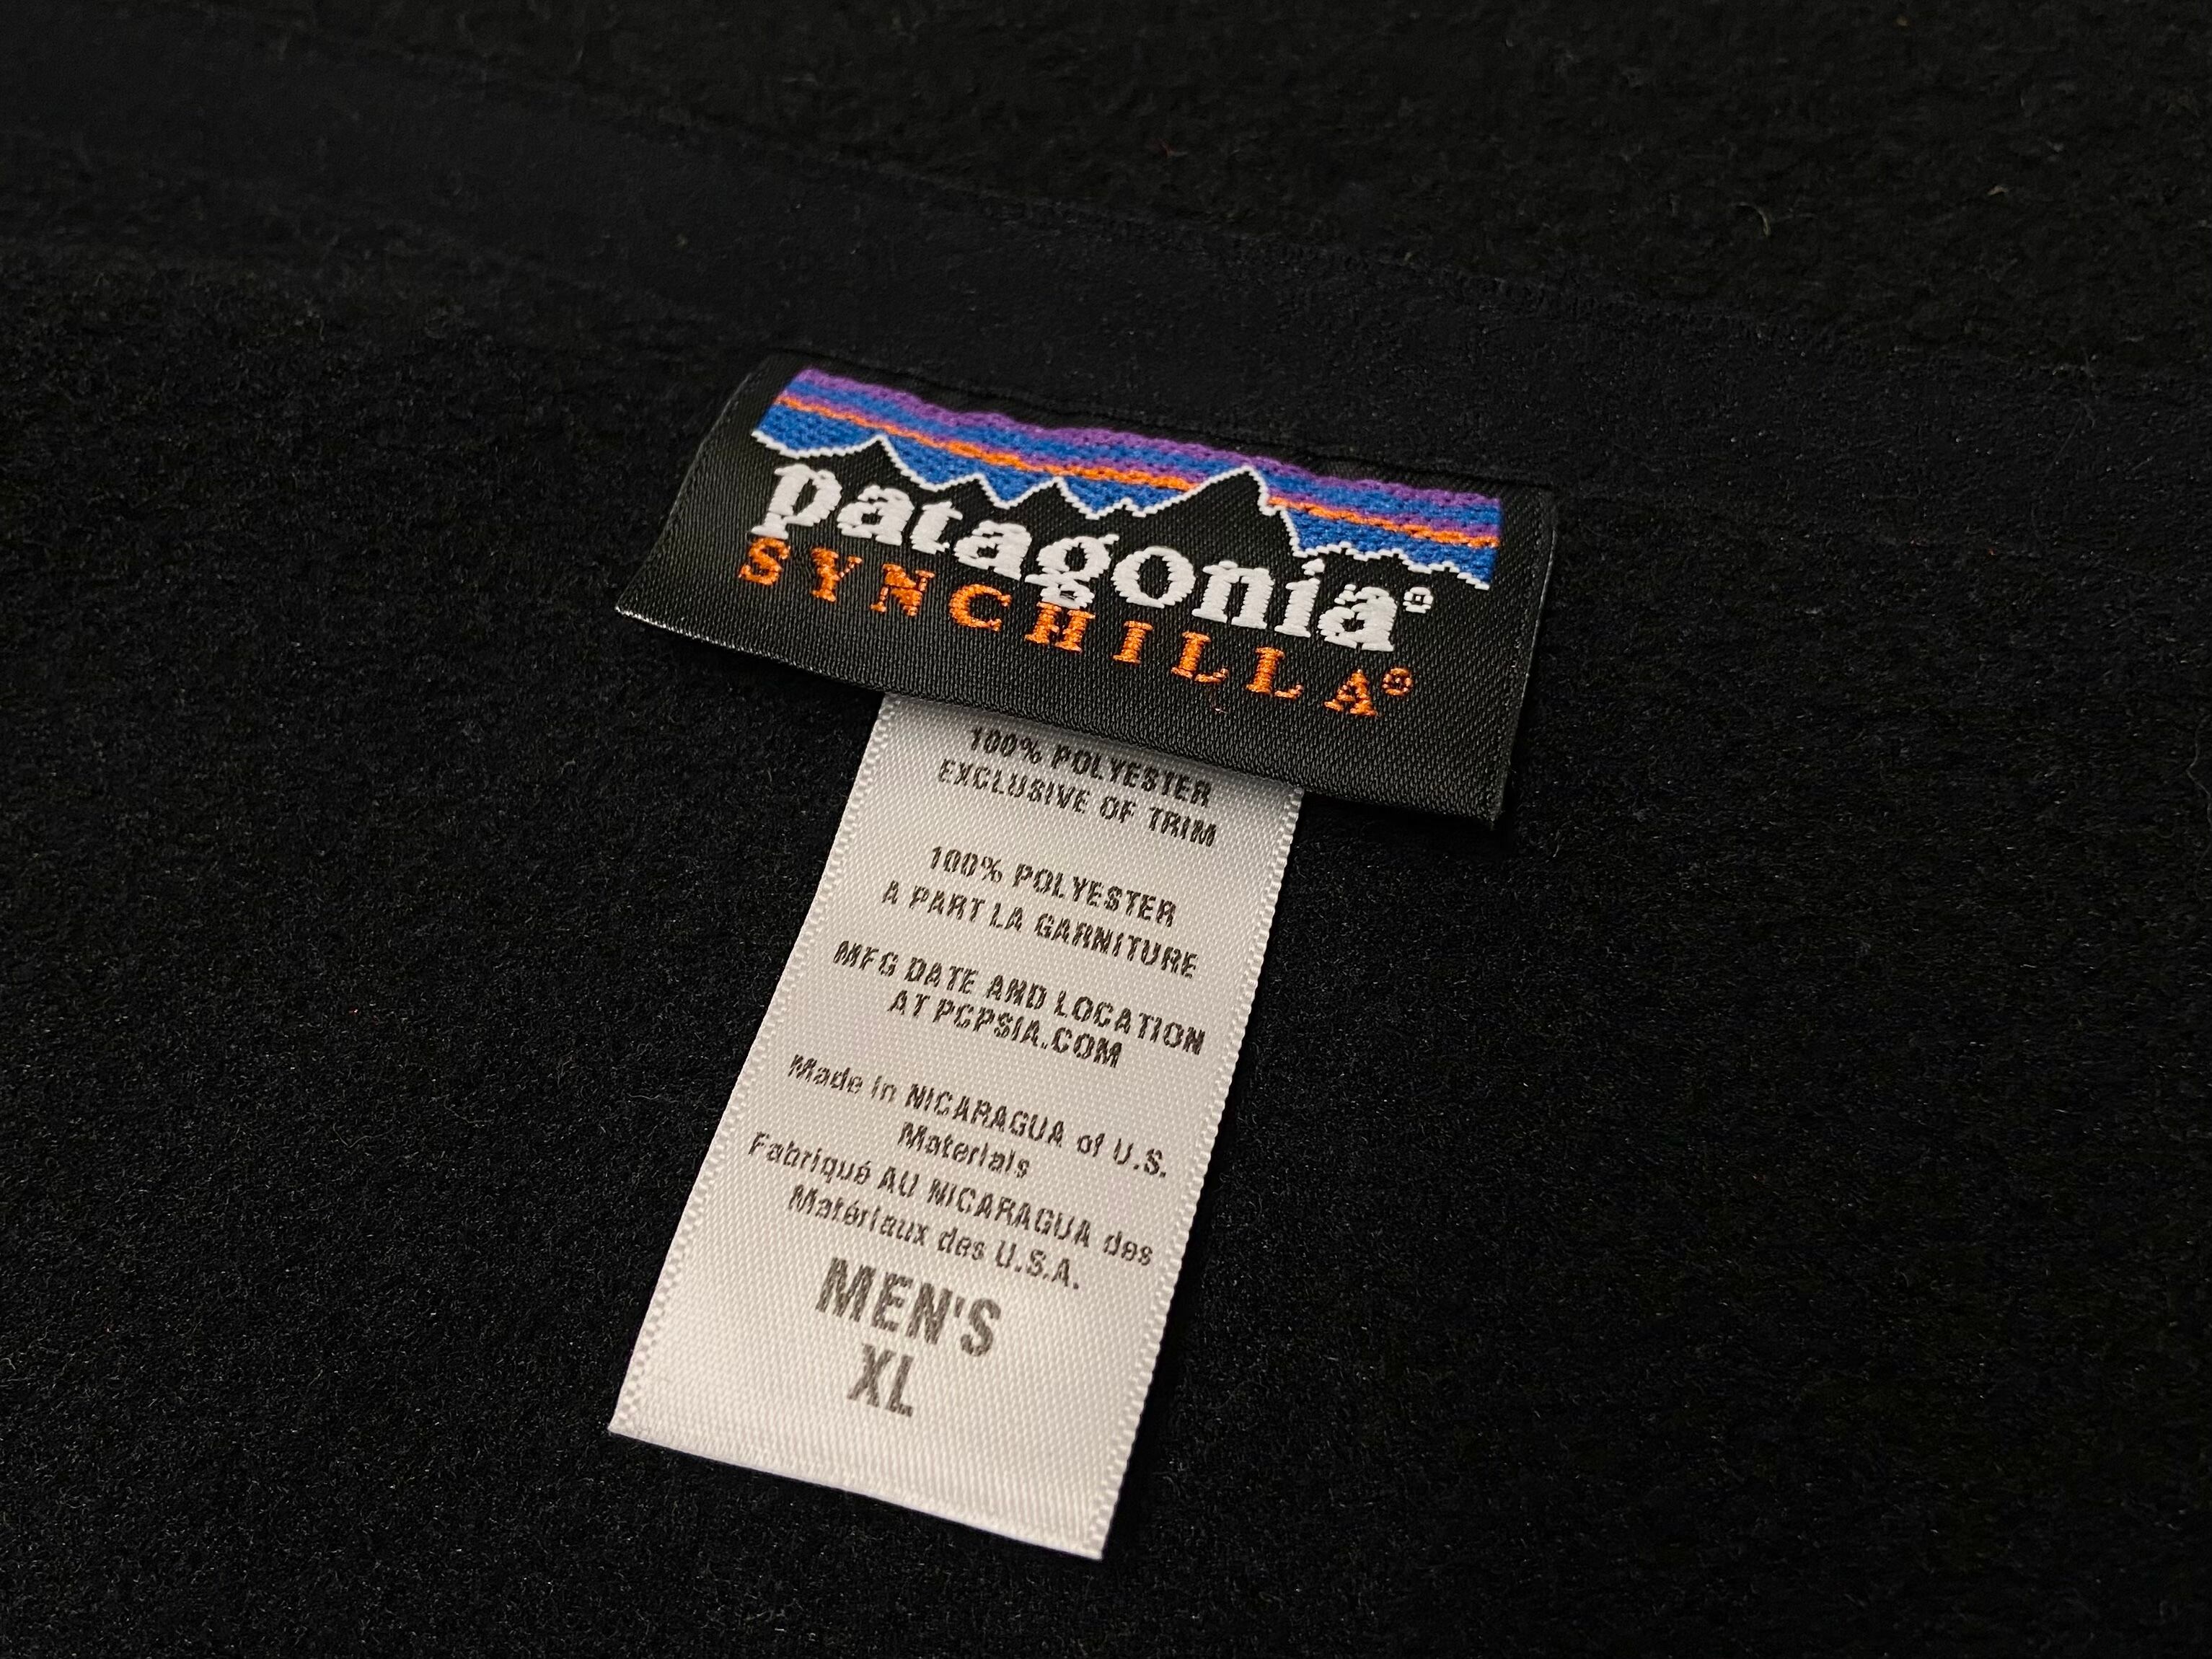 patagonia®
SYNCHILLA®
100% POLYESTER
EXCLUSIVE OF TRIM
100% POLYESTER
A PART LA GARNITURE
MFG DATE AND LOCATION
AT PCPSIA.COM
Made in NICARAGUA of U.S.
Materials
Fabriqué AU NICARAGUA des
Matériaux des U.S.A.
MEN'S
XL